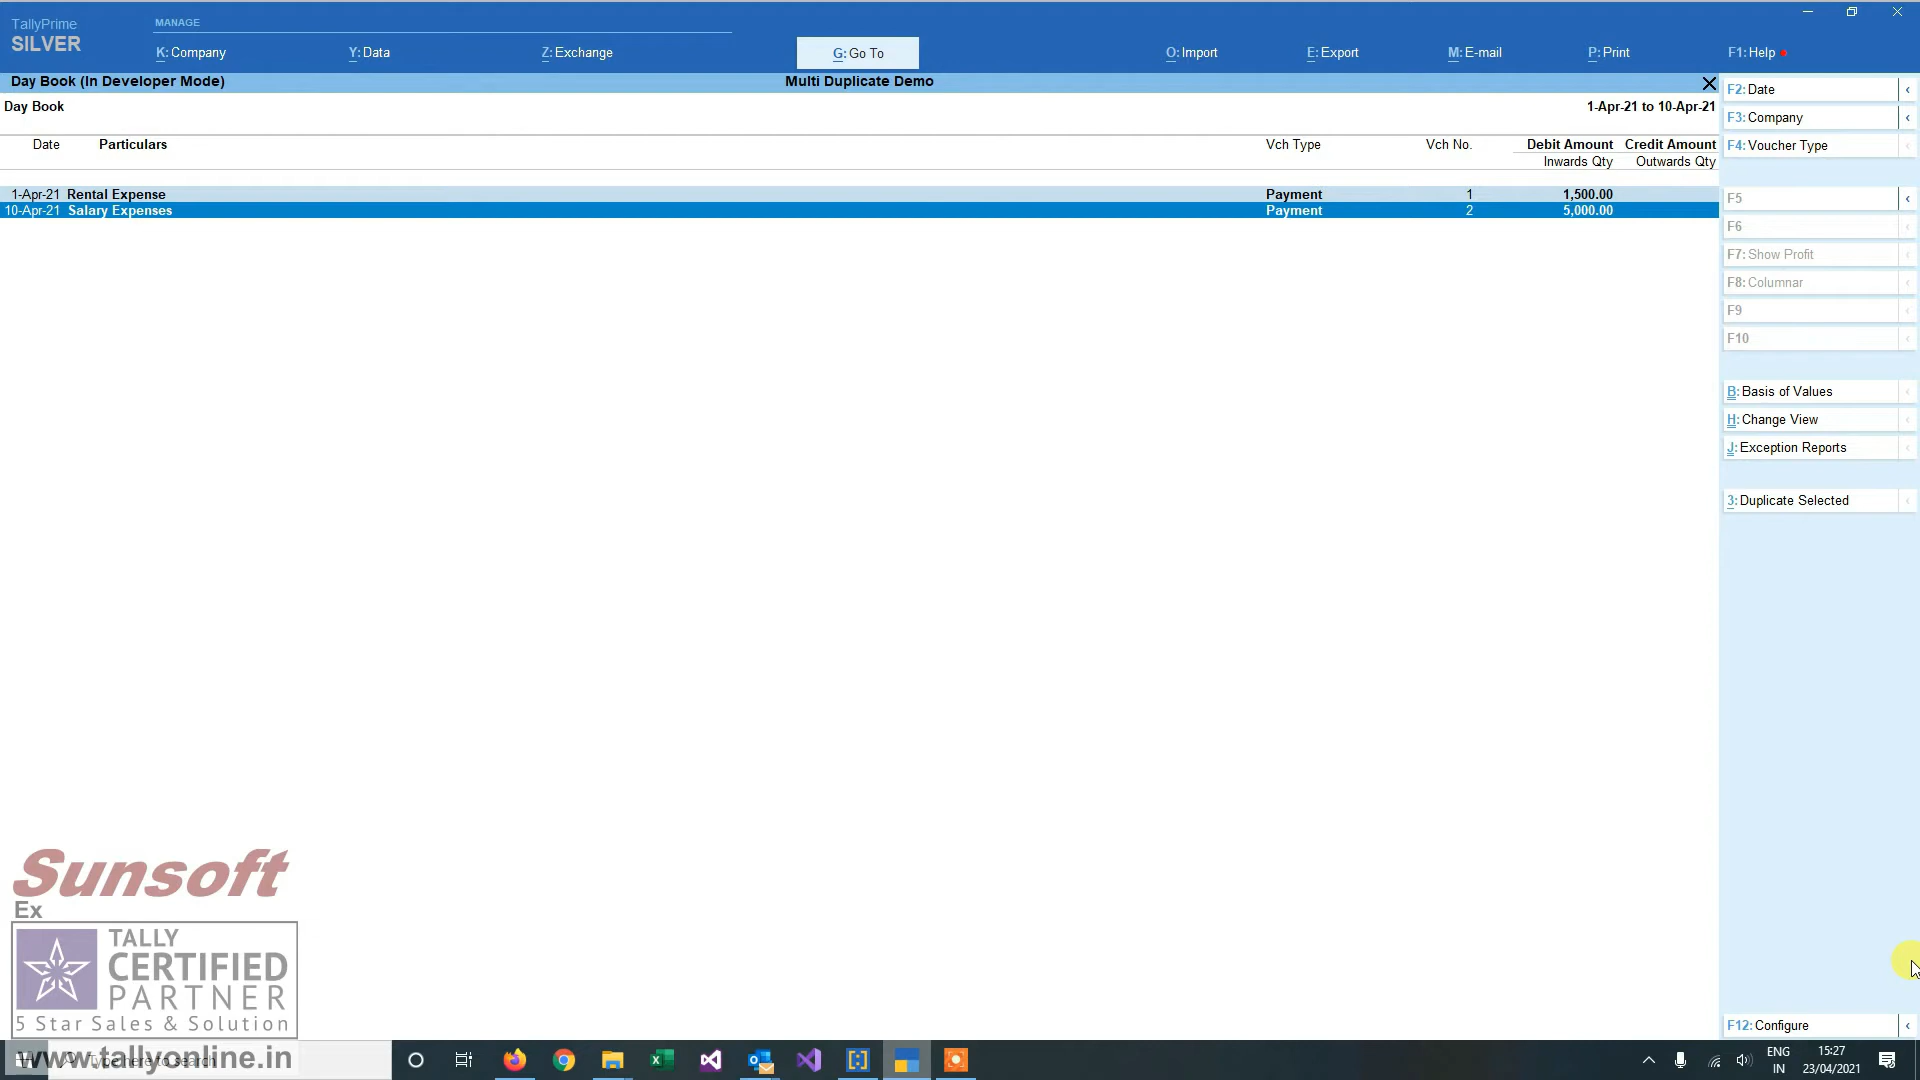 TallyPrime
SILVER
MANAGE
K: Company
Y: Data
Z: Exchange
G: Go To
O: Import
E: Export
M: E-mail
P: Print
F1: Help
Day Book (In Developer Mode)
Multi Duplicate Demo
Day Book
1-Apr-21 to 10-Apr-21
Date Particulars Vch Type Vch No. Debit Amount Credit Amount
Inwards Qty Outwards Qty
1-Apr-21 Rental Expense Payment 1 1,500.00
10-Apr-21 Salary Expenses Payment 2 5,000.00
F2: Date
F3: Company
F4: Voucher Type
F5
F6
F7: Show Profit
F8: Columnar
F9
F10
B: Basis of Values
H: Change View
J: Exception Reports
3: Duplicate Selected
F12: Configure
Sunsoft
Ex
TALLY
CERTIFIED
PARTNER
5 Star Sales & Solution
www.tallyonline.in
Type here to search
ENG
IN
15:27
23/04/2021